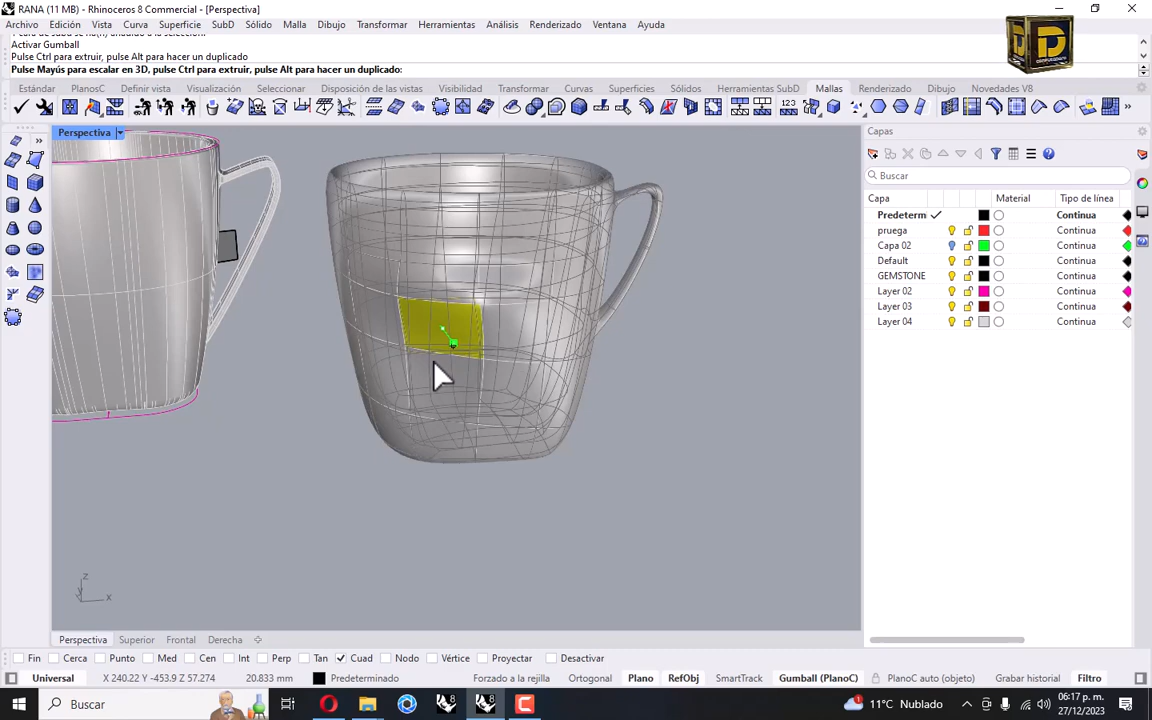 RANA (11 MB) - Rhinoceros 8 Commercial - [Perspectiva]
Archivo Edición Vista Curva Superficie SubD Sólido Malla Dibujo Transformar Herramientas Análisis Renderizado Ventana Ayuda
Activar Gumball
Pulse Ctrl para extruir, pulse Alt para hacer un duplicado
Pulse Mayús para escalar en 3D, pulse Ctrl para extruir, pulse Alt para hacer un duplicado:
Estándar PlanosC Definir vista Visualización Seleccionar Disposición de las vistas Visibilidad Transformar Curvas Superficies Sólidos Herramientas SubD Mallas Renderizado Dibujo Novedades V8
Perspectiva
Capas
Buscar
Capa Material Tipo de línea
Predeterm Continua
pruega Continua
Capa 02 Continua
Default Continua
GEMSTONE Continua
Layer 02 Continua
Layer 03 Continua
Layer 04 Continua
z
y
x
Perspectiva Superior Frontal Derecha
Fin Cerca Punto Med Cen Int Perp Tan Cuad Nodo Vértice Proyectar Desactivar
Universal X 240.22 Y -453.9 Z 57.274 20.833 mm Predeterminado Forzado a la rejilla Ortogonal Plano RefObj SmartTrack Gumball (PlanoC) PlanoC auto (objeto) Grabar historial Filtro
Buscar
11°C Nublado
06:17 p. m.
27/12/2023